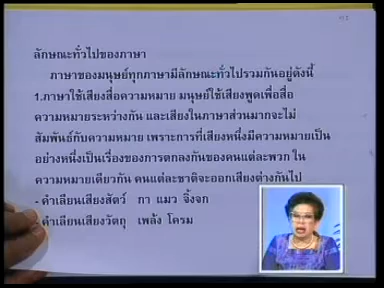 ลักษณะทั่วไปของภาษา
ภาษาของมนุษย์ทุกภาษามีลักษณะทั่วไปรวมกันอยู่ดังนี้
1.ภาษาใช้เสียงสื่อความหมาย มนุษย์ใช้เสียงพูดเพื่อสื่อ
ความหมายระหว่างกัน และเสียงในภาษาส่วนมากจะไม่
สัมพันธ์กับความหมาย เพราะการที่เสียงหนึ่งมีความหมายเป็น
อย่างหนึ่งเป็นเรื่องของการตกลงกันของคนแต่ละพวก ใน
ความหมายเดียวกัน คนแต่ละชาติจะออกเสียงต่างกันไป
- คำเลียนเสียงสัตว์ กา แมว จิ้งจก
- คำเลียนเสียงวัตถุ เพล้ง โครม